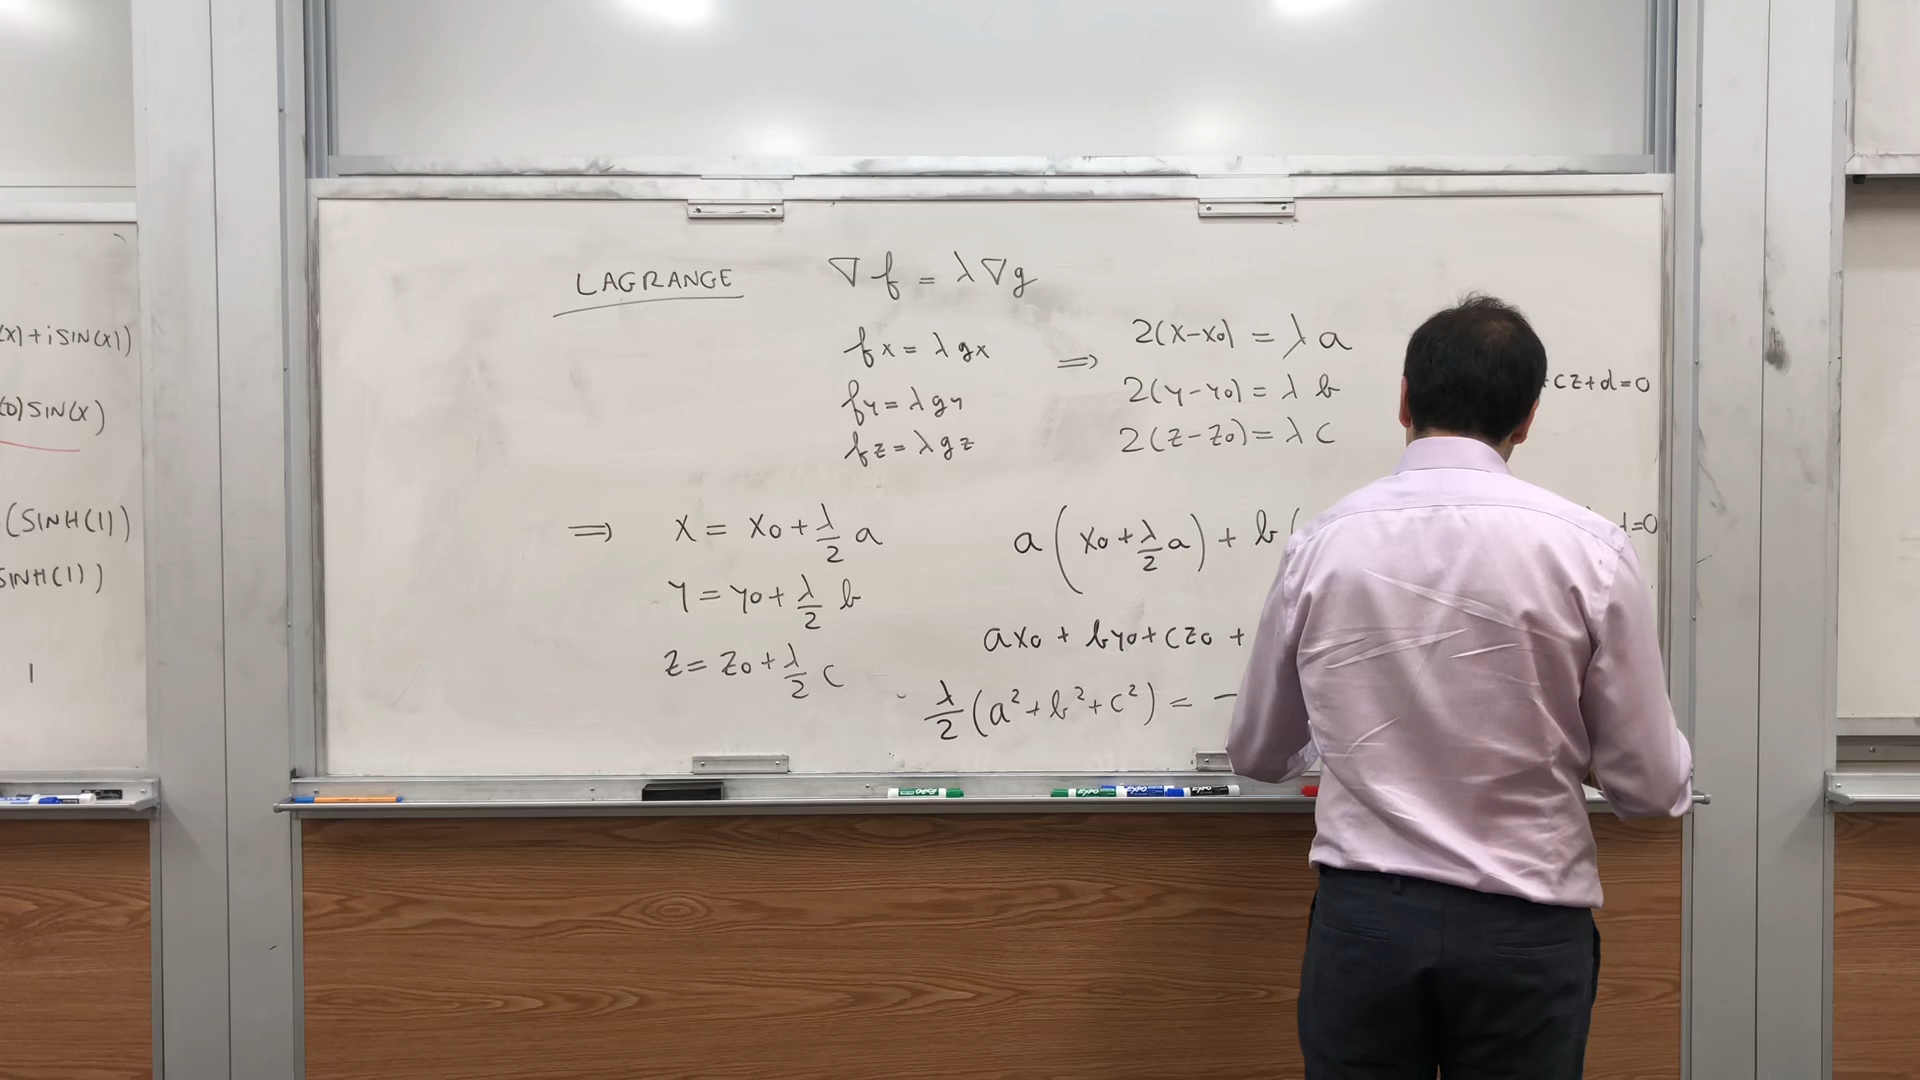 LAGRANGE ∇f = λ∇g
fx = λgx ⟹ 2(x-x0) = λa
fy = λgy 2(y-y0) = λb
fz = λgz 2(z-z0) = λc
cz+d=0
⟹ x = x0 + λ/2 a
y = y0 + λ/2 b
z = z0 + λ/2 c
a(x0 + λ/2 a) + b( =0
ax0 + by0 + cz0 +
λ/2 (a²+b²+c²) = -
(x)+iSIN(x))
(0)SIN(x)
(SINH(1))
SINH(1))
1
EXPO